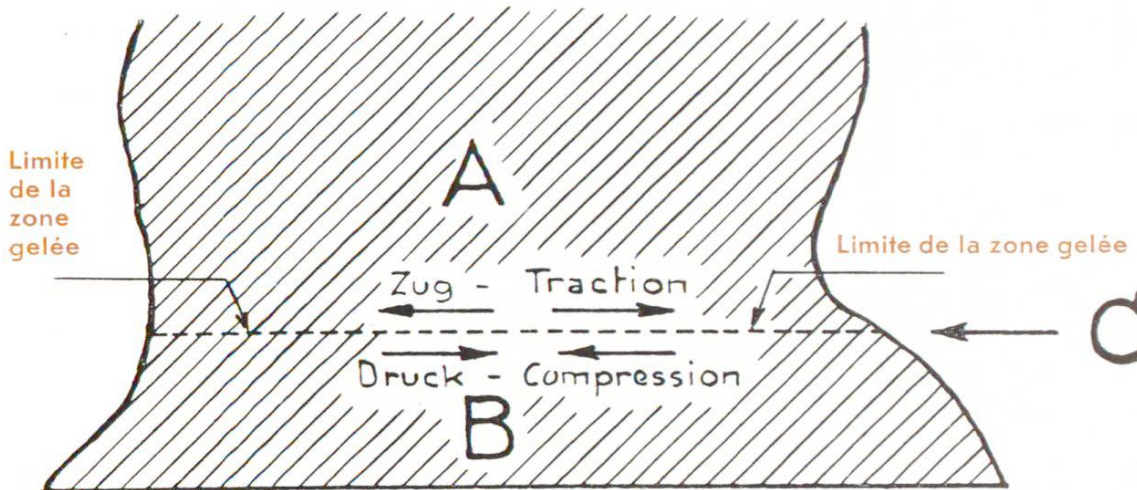 A
Limite
de la
zone
gelée
Limite de la zone gelée
Zug - Traction
Druck - Compression
B